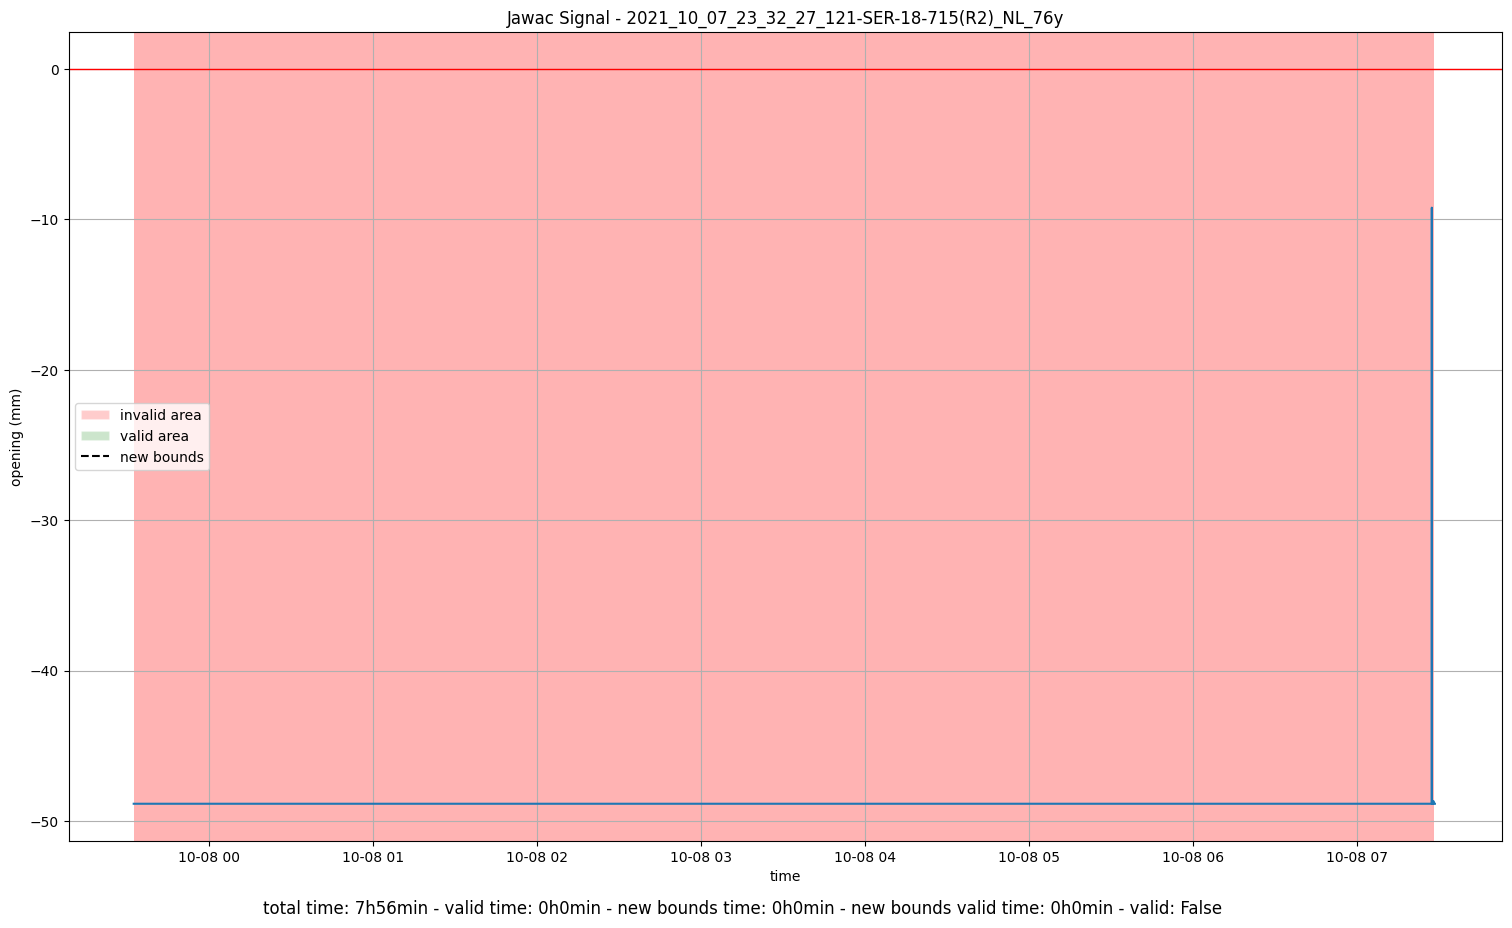 Jawac Signal - 2021_10_07_23_32_27_121-SER-18-715(R2)_NL_76y
0
−10
−20
−30
−40
−50
opening (mm)
invalid area
valid area
new bounds
10-08 00 10-08 01 10-08 02 10-08 03 10-08 04 10-08 05 10-08 06 10-08 07
time
total time: 7h56min - valid time: 0h0min - new bounds time: 0h0min - new bounds valid time: 0h0min - valid: False